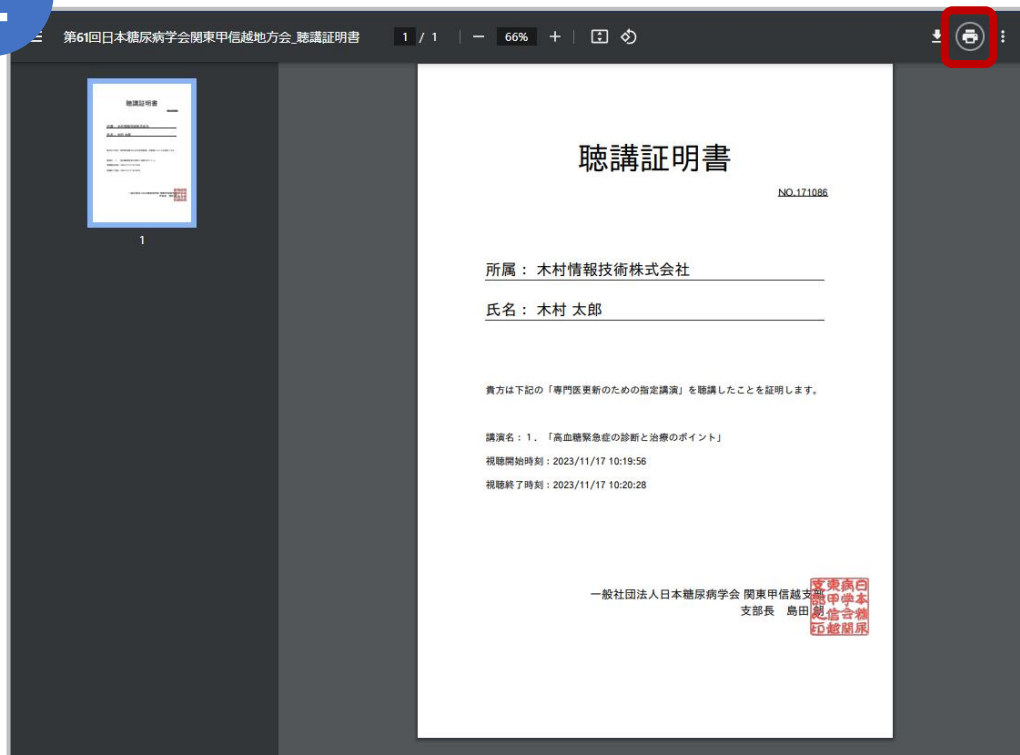 第61回日本糖尿病学会関東甲信越地方会_聴講証明書
1 / 1
66%
1
聴講証明書
NO.171086
所属： 木村情報技術株式会社
氏名： 木村 太郎
貴方は下記の「専門医更新のための指定講演」を聴講したことを証明します。
講演名：１．「高血糖緊急症の診断と治療のポイント」
視聴開始時刻：2023/11/17 10:19:56
視聴終了時刻：2023/11/17 10:20:28
一般社団法人日本糖尿病学会 関東甲信越支部
支部長　島田 朗